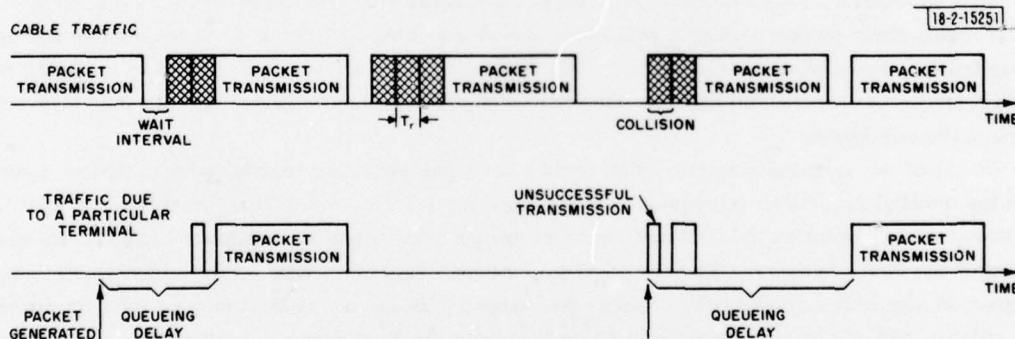 18-2-15251
CABLE TRAFFIC
PACKET
TRANSMISSION
PACKET
TRANSMISSION
PACKET
TRANSMISSION
PACKET
TRANSMISSION
PACKET
TRANSMISSION
WAIT
INTERVAL
Tr
COLLISION
TIME
TRAFFIC DUE
TO A PARTICULAR
TERMINAL
UNSUCCESSFUL
TRANSMISSION
PACKET
TRANSMISSION
PACKET
TRANSMISSION
TIME
PACKET
GENERATED
QUEUEING
DELAY
QUEUEING
DELAY